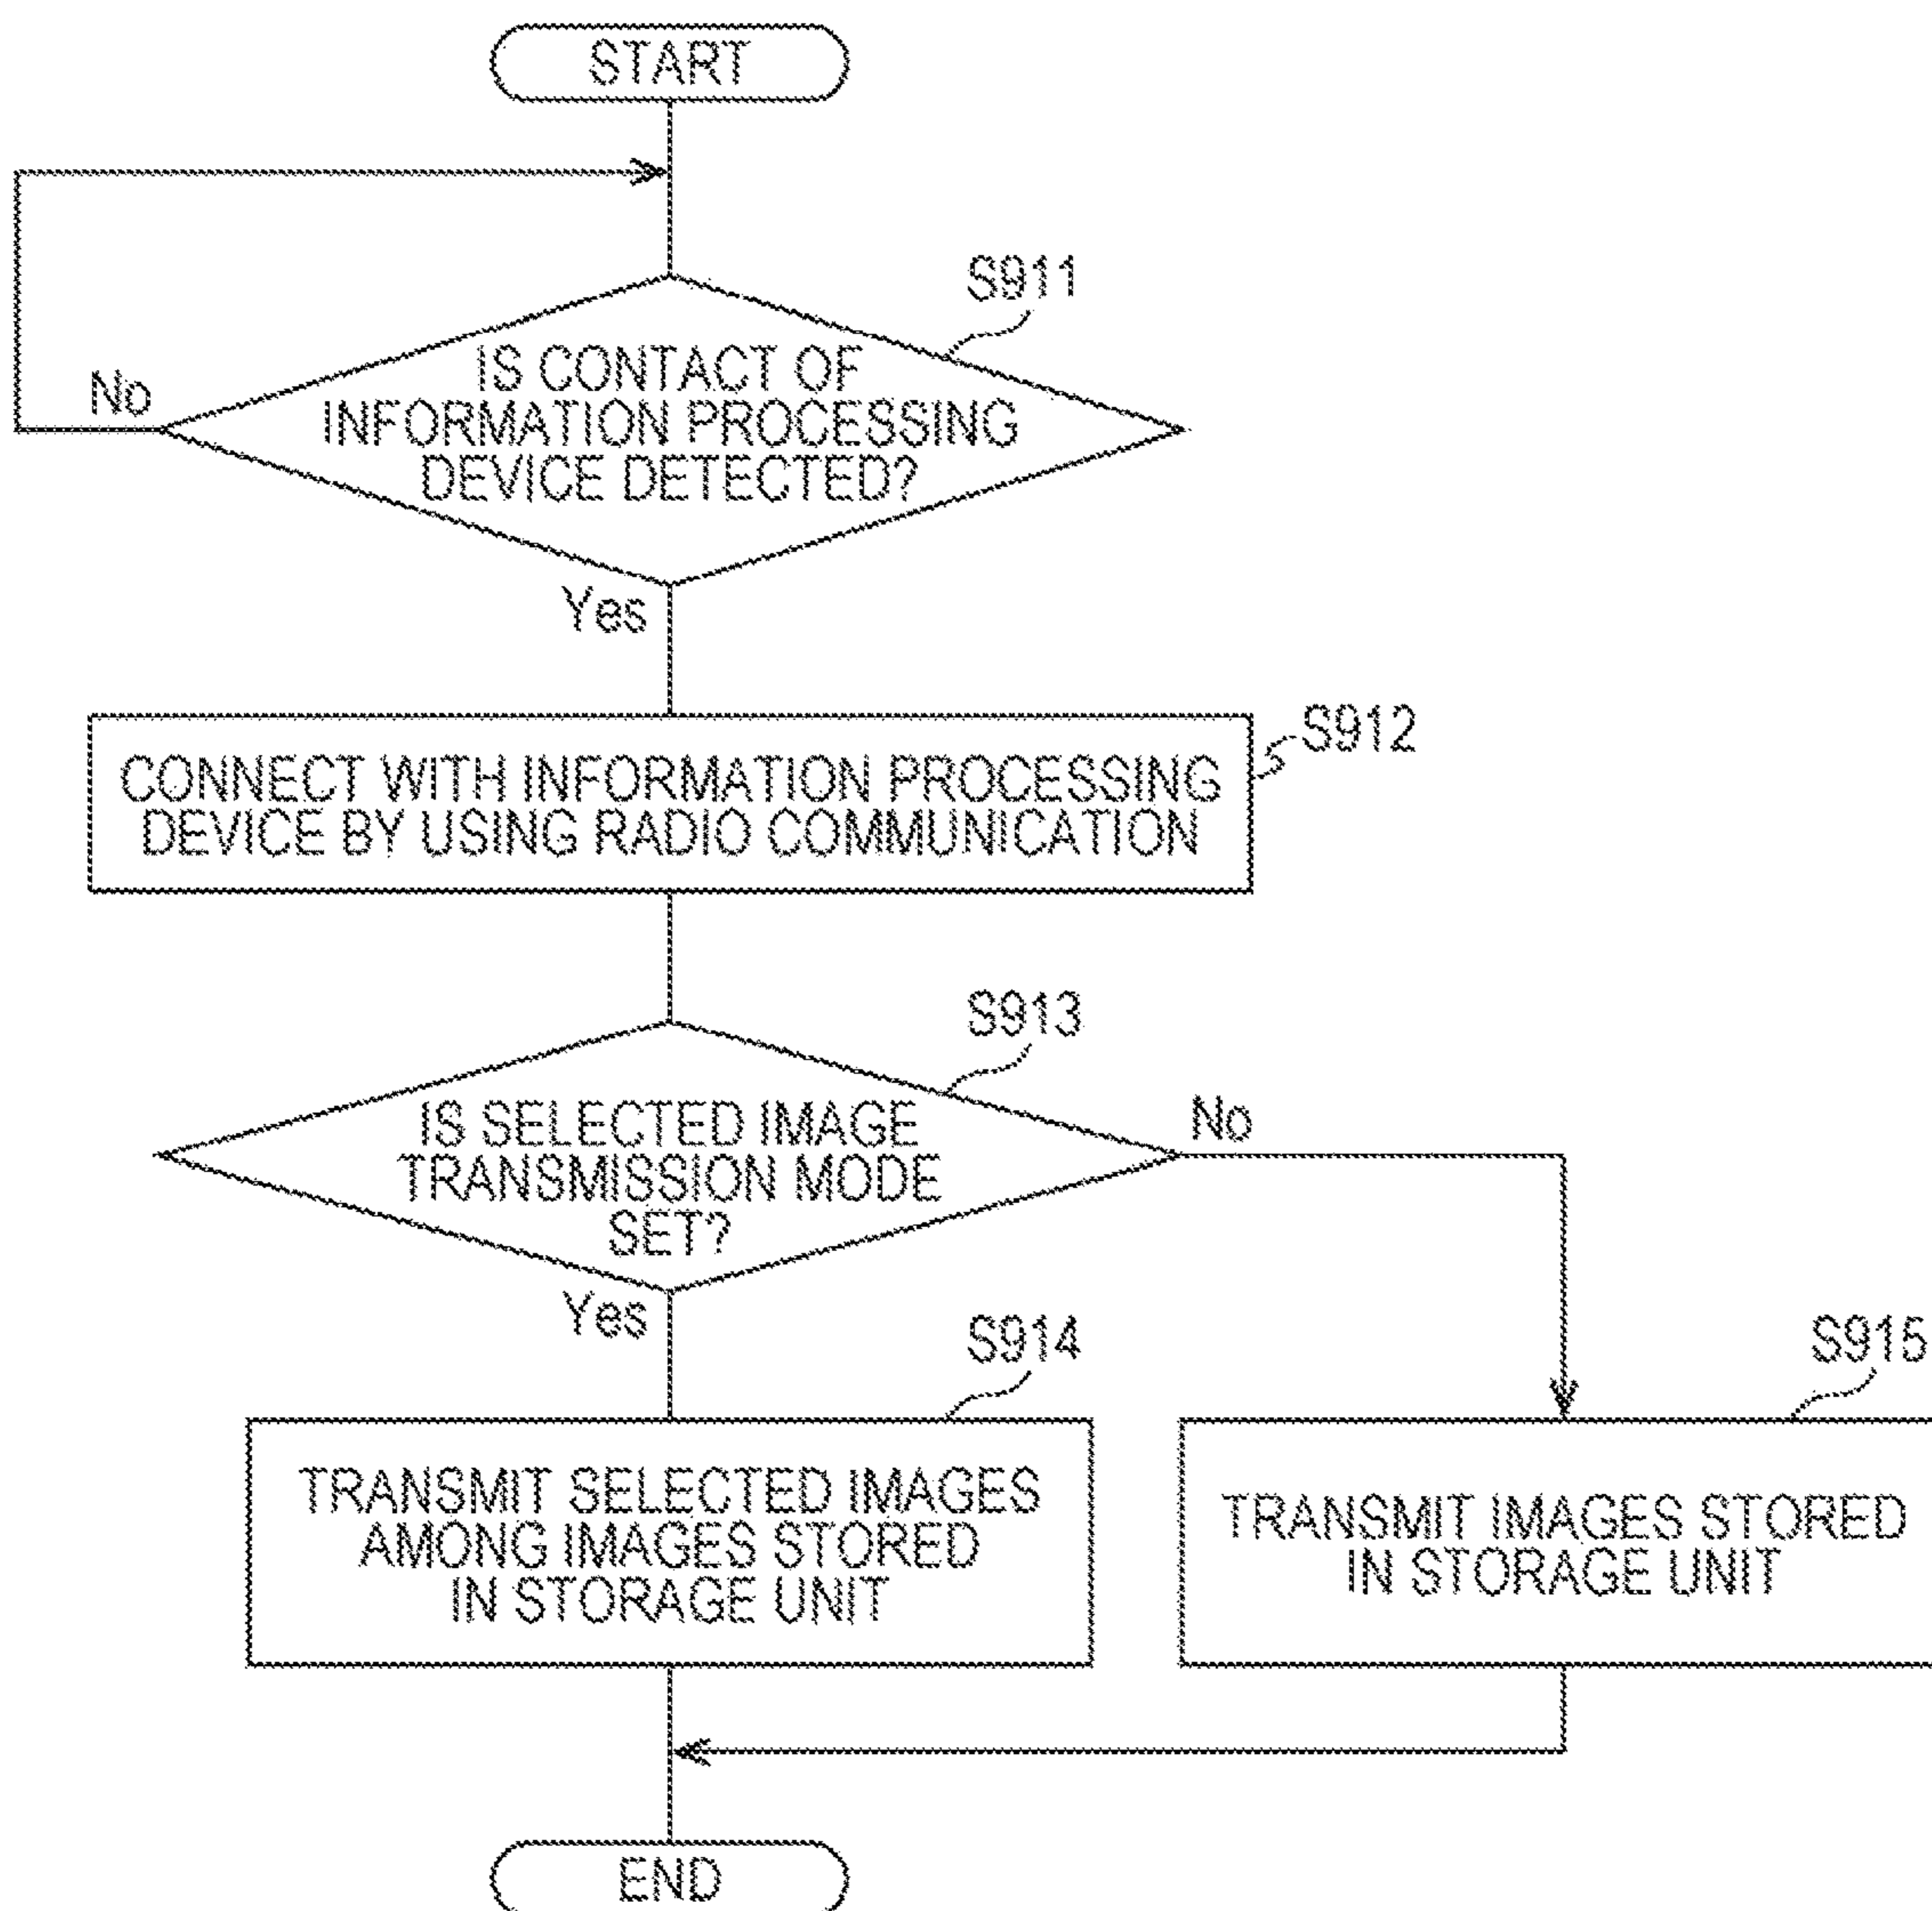 START
S911
IS CONTACT OF
INFORMATION PROCESSING
DEVICE DETECTED?
No
Yes
S912
CONNECT WITH INFORMATION PROCESSING
DEVICE BY USING RADIO COMMUNICATION
S913
IS SELECTED IMAGE
TRANSMISSION MODE
SET?
No
Yes
S914
TRANSMIT SELECTED IMAGES
AMONG IMAGES STORED
IN STORAGE UNIT
S915
TRANSMIT IMAGES STORED
IN STORAGE UNIT
END